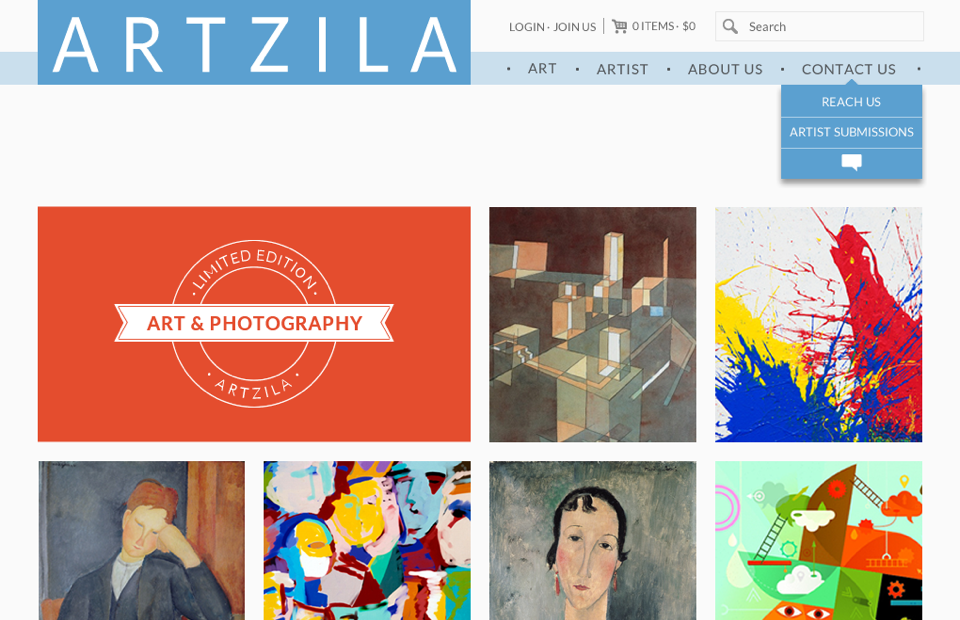 ARTZILA
LOGIN · JOIN US
0 ITEMS · $0
Search
· ART · ARTIST · ABOUT US · CONTACT US ·
REACH US
ARTIST SUBMISSIONS
· LIMITED EDITION ·
ART & PHOTOGRAPHY
· ARTZILA ·